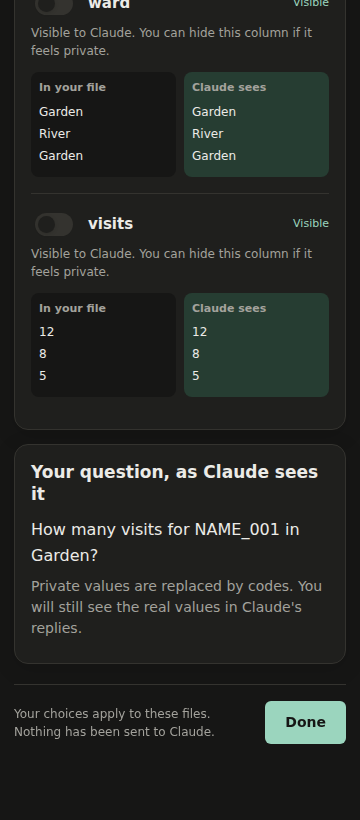 ward Visible
Visible to Claude. You can hide this column if it
feels private.
In your file Claude sees
Garden Garden
River River
Garden Garden
visits Visible
Visible to Claude. You can hide this column if it
feels private.
In your file Claude sees
12 12
8 8
5 5
Your question, as Claude sees
it
How many visits for NAME_001 in
Garden?
Private values are replaced by codes. You
will still see the real values in Claude's
replies.
Your choices apply to these files.
Nothing has been sent to Claude.
Done